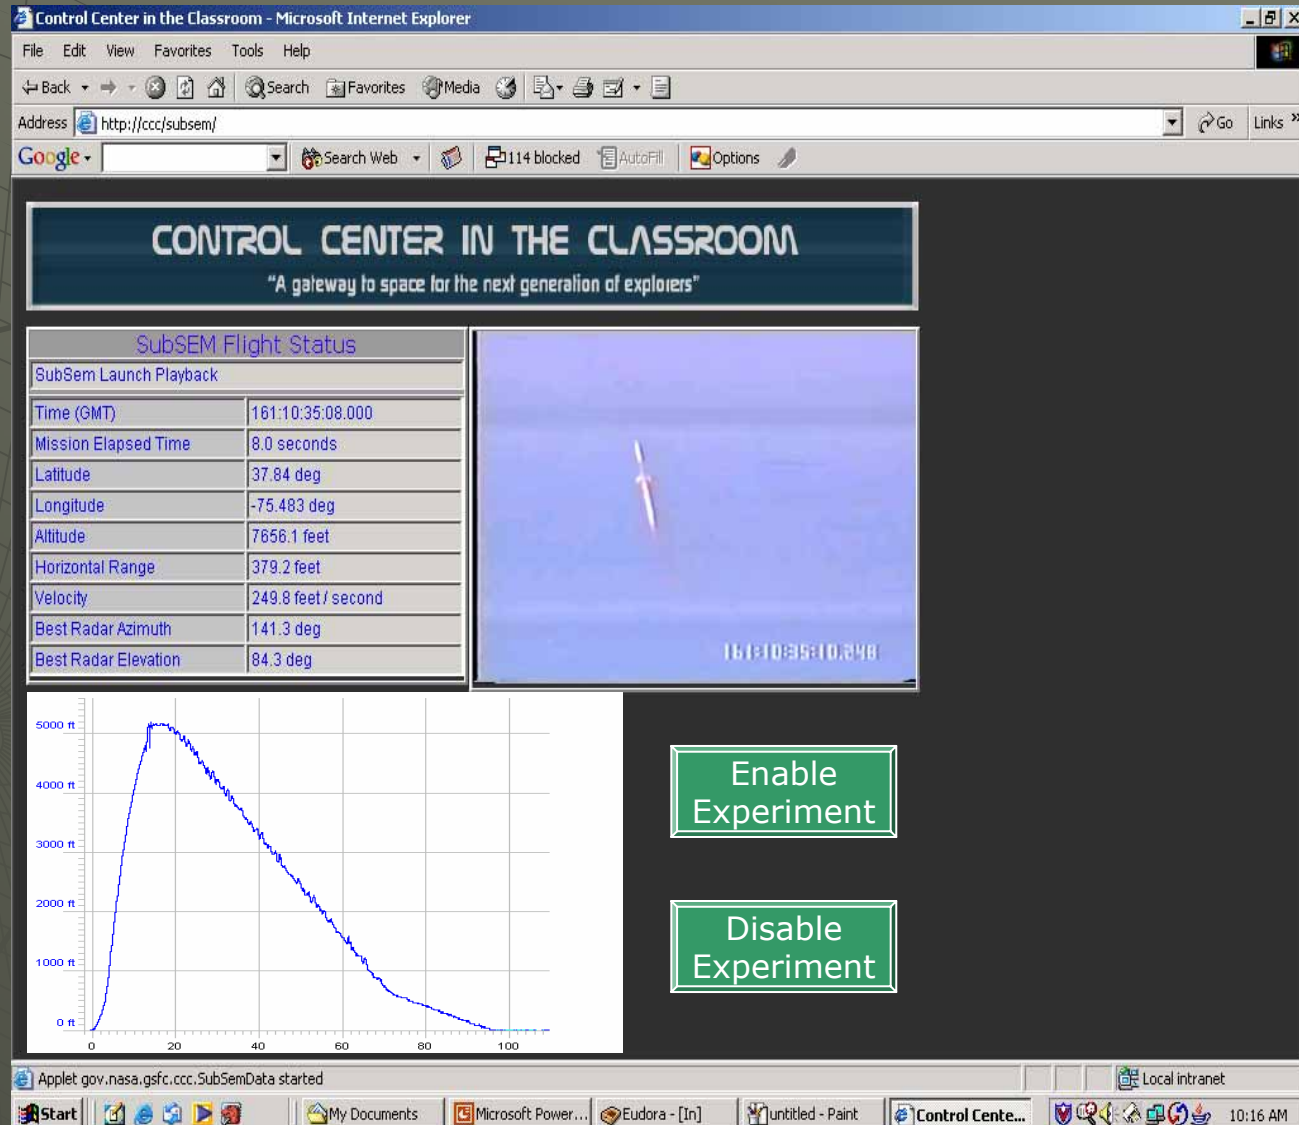 Control Center in the Classroom - Microsoft Internet Explorer
File Edit View Favorites Tools Help
Back Search Favorites Media
Address http://ccc/subsem/ Go Links »
Google Search Web 114 blocked AutoFill Options
CONTROL CENTER IN THE CLASSROOM
"A gateway to space for the next generation of explorers"
SubSEM Flight Status
SubSem Launch Playback
Time (GMT) 161:10:35:08.000
Mission Elapsed Time 8.0 seconds
Latitude 37.84 deg
Longitude -75.483 deg
Altitude 7656.1 feet
Horizontal Range 379.2 feet
Velocity 249.8 feet / second
Best Radar Azimuth 141.3 deg
Best Radar Elevation 84.3 deg
161:10:35:10.248
5000 ft
4000 ft
3000 ft
2000 ft
1000 ft
0 ft
0 20 40 60 80 100
Enable
Experiment
Disable
Experiment
Applet gov.nasa.gsfc.ccc.SubSemData started Local intranet
Start My Documents Microsoft Power... Eudora - [In] untitled - Paint Control Cente... 10:16 AM